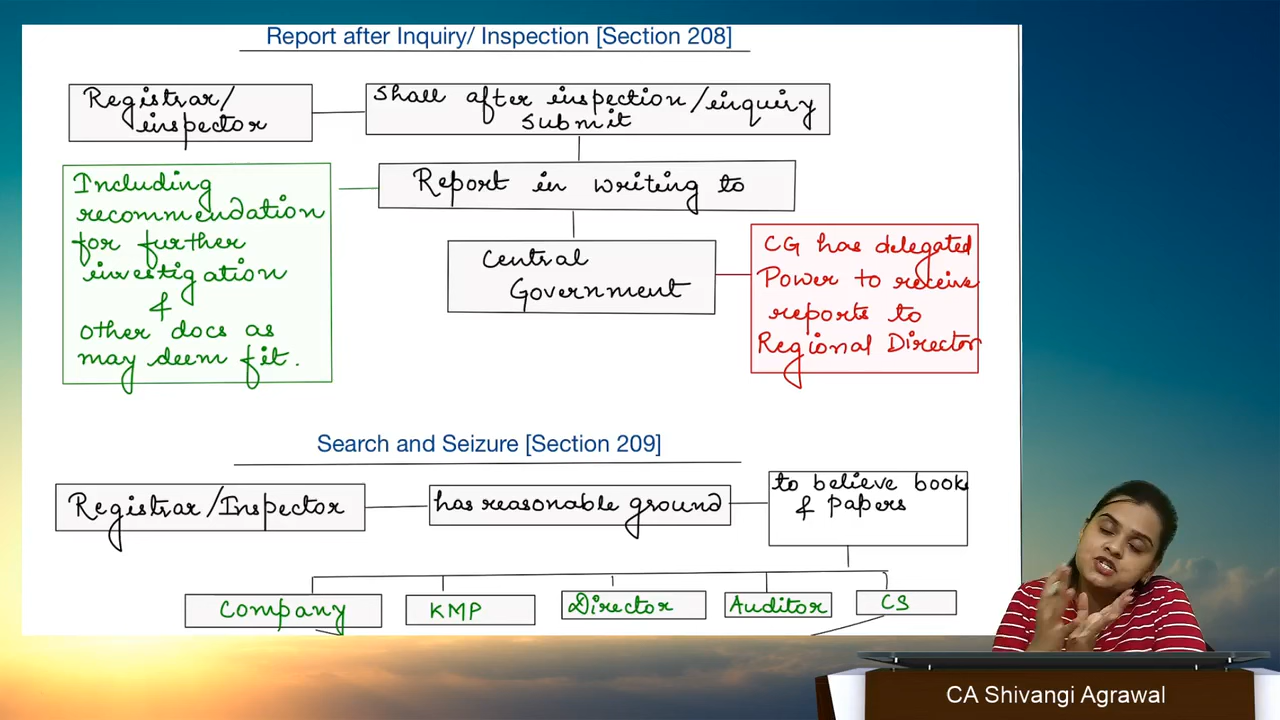 Report after Inquiry/ Inspection [Section 208]
Registrar/
inspector
Shall after inspection/inquiry
submit
Including
recommendation
for further
investigation
&
other docs as
may deem fit.
Report in writing to
Central
Government
CG has delegated
Power to receive
reports to
Regional Director
Search and Seizure [Section 209]
Registrar/Inspector
has reasonable ground
to believe books
& papers
Company
KMP
Director
Auditor
CS
CA Shivangi Agrawal